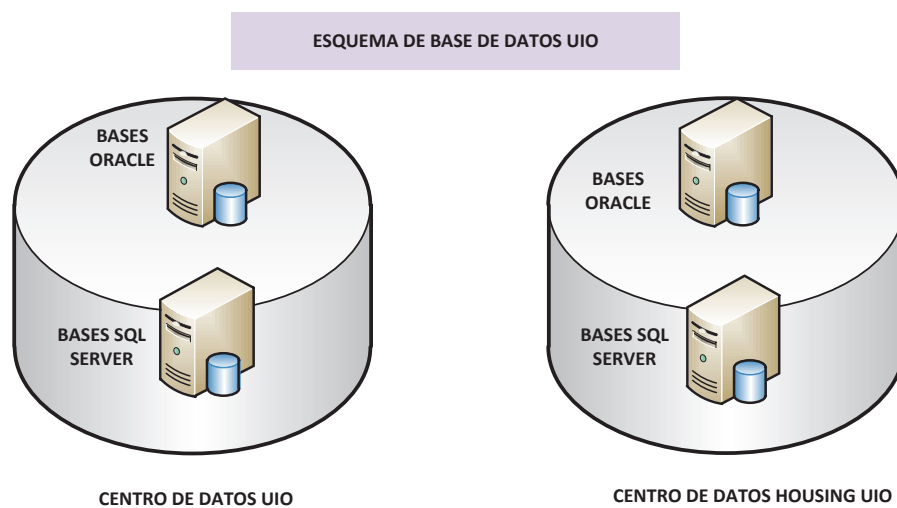 ESQUEMA DE BASE DE DATOS UIO
BASES
ORACLE
BASES SQL
SERVER
CENTRO DE DATOS UIO
BASES
ORACLE
BASES SQL
SERVER
CENTRO DE DATOS HOUSING UIO